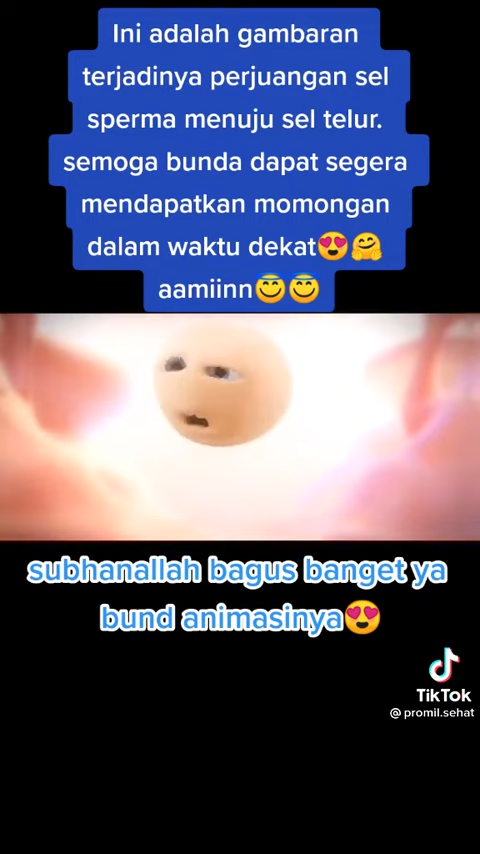 Ini adalah gambaran
terjadinya perjuangan sel
sperma menuju sel telur.
semoga bunda dapat segera
mendapatkan momongan
dalam waktu dekat😍🤗
aamiinn😇😇
subhanallah bagus banget ya
bund animasinya😍
TikTok
@ promil.sehat